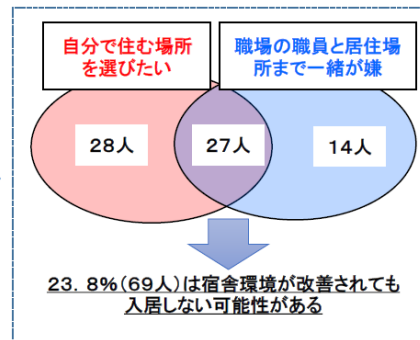 自分で住む場所
を選びたい
職場の職員と居住場
所まで一緒が嫌
28人
27人
14人
23．8％(69人)は宿舎環境が改善されても
入居しない可能性がある